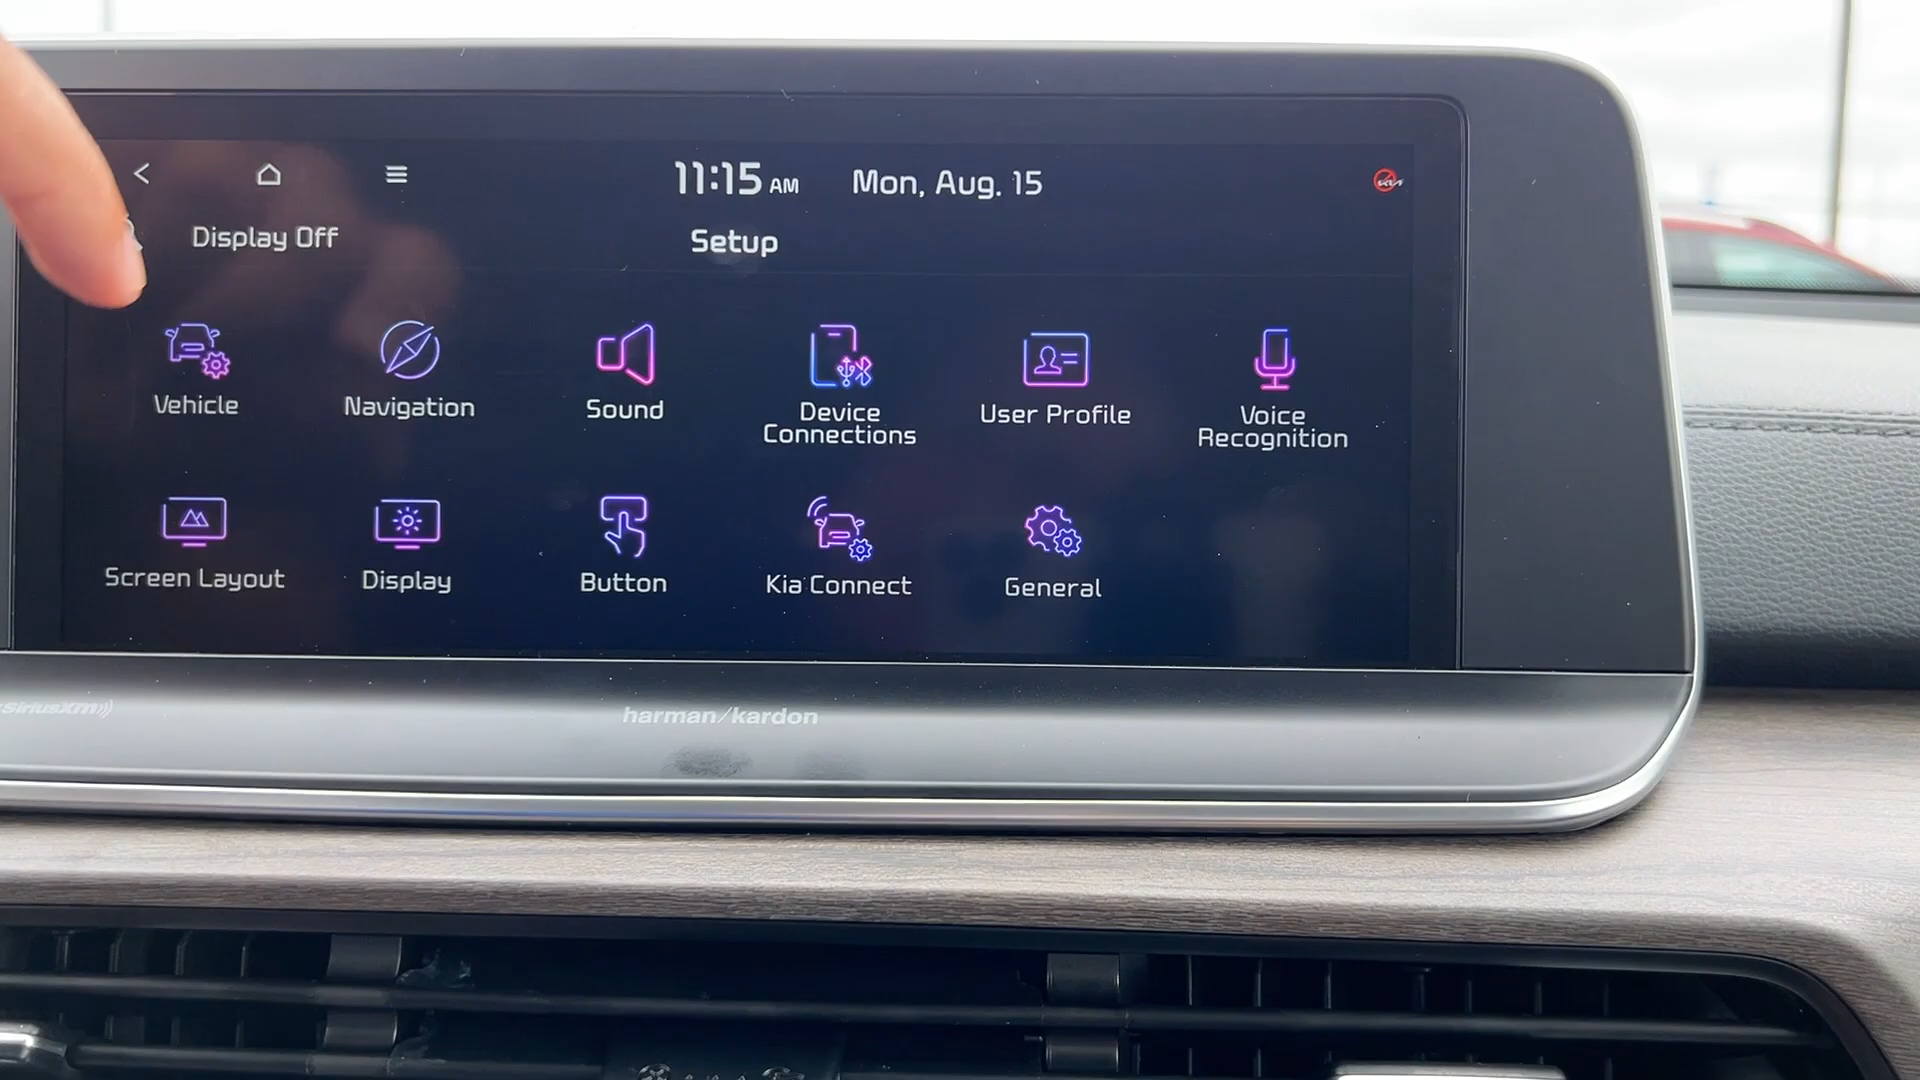 11:15 AM Mon, Aug. 15
Display Off
Setup
Vehicle
Navigation
Sound
Device
Connections
User Profile
Voice
Recognition
Screen Layout
Display
Button
Kia Connect
General
SiriusXM
harman/kardon